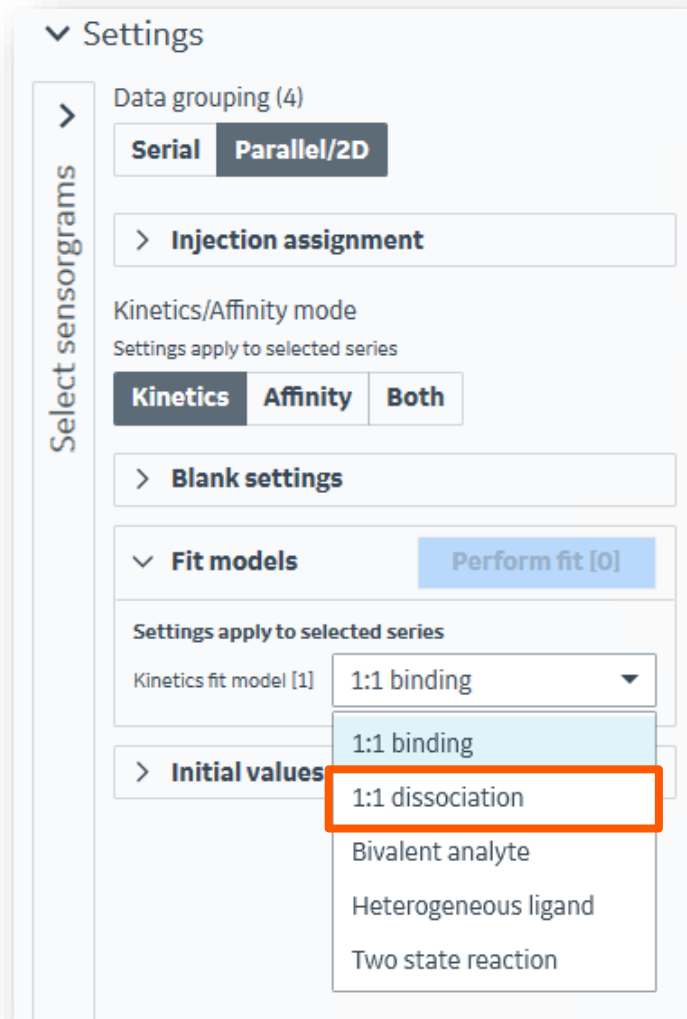 Settings
Select sensorgrams
Data grouping (4)
Serial Parallel/2D
Injection assignment
Kinetics/Affinity mode
Settings apply to selected series
Kinetics Affinity Both
Blank settings
Fit models Perform fit [0]
Settings apply to selected series
Kinetics fit model [1] 1:1 binding
1:1 binding
Initial values
1:1 dissociation
Bivalent analyte
Heterogeneous ligand
Two state reaction